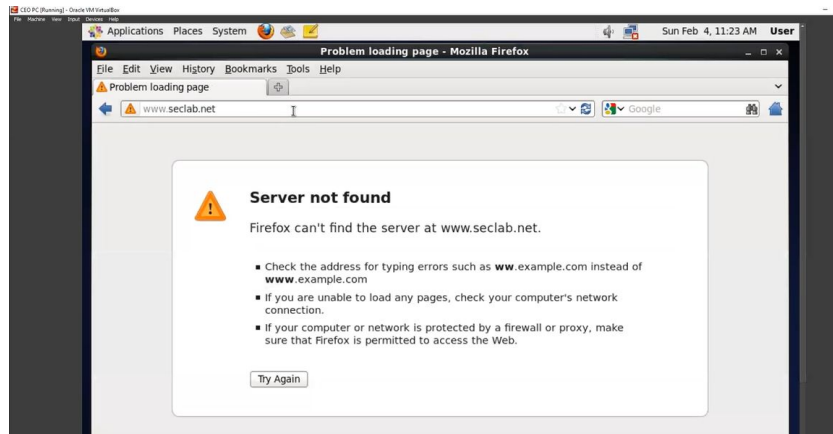 CEO PC [Running] - Oracle VM VirtualBox
File Machine View Input Devices Help
Applications Places System Sun Feb 4, 11:23 AM User
Problem loading page - Mozilla Firefox
File Edit View History Bookmarks Tools Help
Problem loading page
www.seclab.net Google
Server not found
Firefox can't find the server at www.seclab.net.
Check the address for typing errors such as ww.example.com instead of
www.example.com
If you are unable to load any pages, check your computer's network
connection.
If your computer or network is protected by a firewall or proxy, make
sure that Firefox is permitted to access the Web.
Try Again